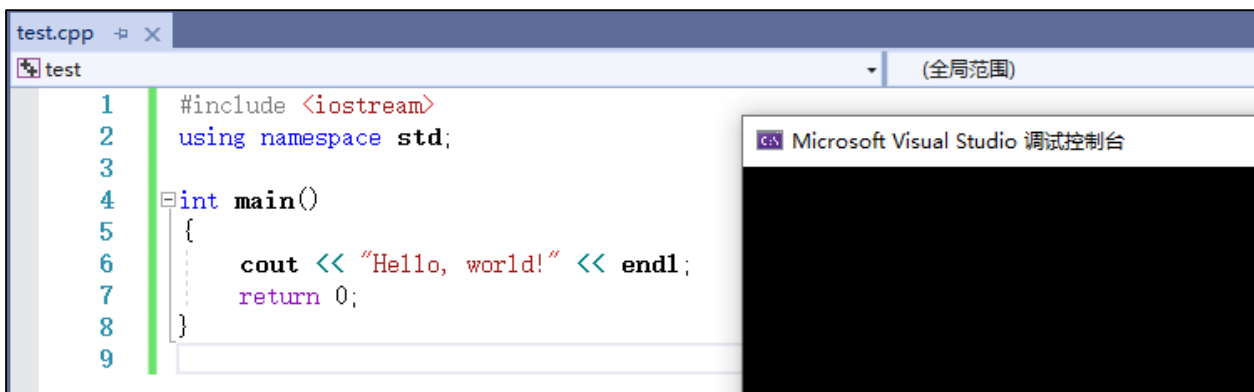 test.cpp
test (全局范围)
1 #include <iostream>
2 using namespace std;
3
4 int main()
5 {
6 cout << "Hello, world!" << endl;
7 return 0;
8 }
9
C:\ Microsoft Visual Studio 调试控制台